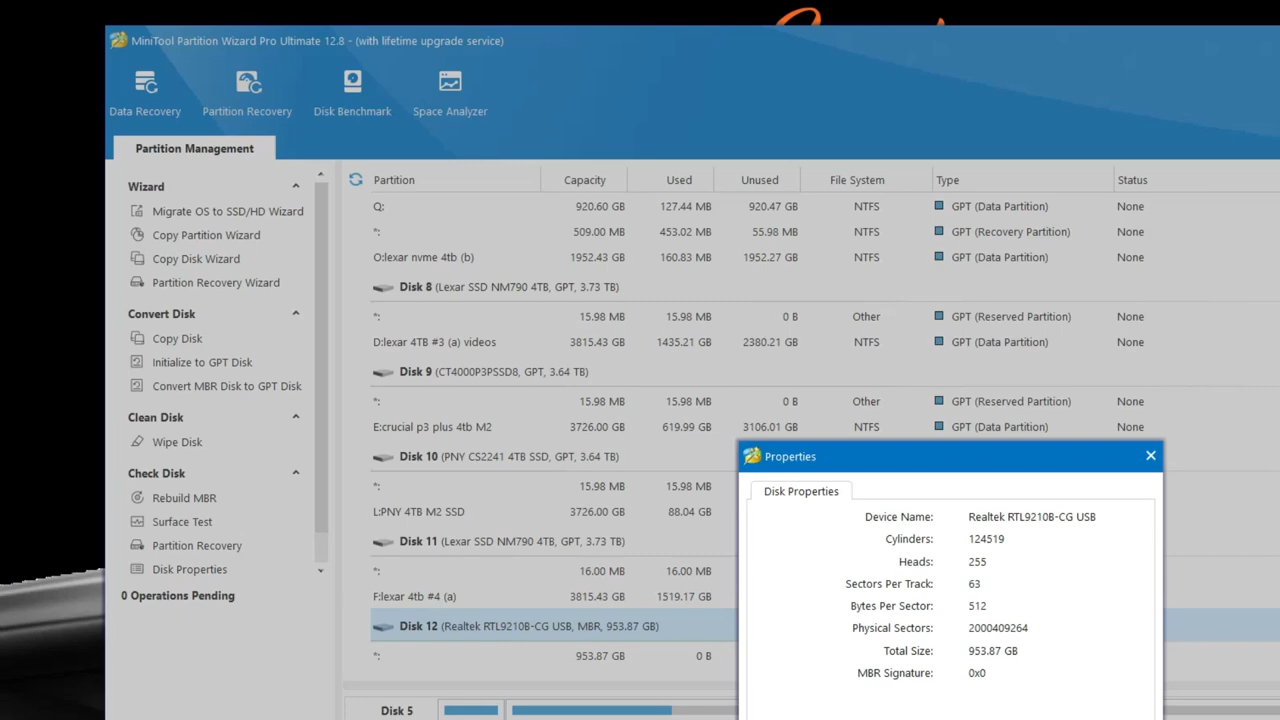 MiniTool Partition Wizard Pro Ultimate 12.8 - (with lifetime upgrade service)
Data Recovery Partition Recovery Disk Benchmark Space Analyzer
Partition Management
Wizard
Migrate OS to SSD/HD Wizard
Copy Partition Wizard
Copy Disk Wizard
Partition Recovery Wizard
Convert Disk
Copy Disk
Initialize to GPT Disk
Convert MBR Disk to GPT Disk
Clean Disk
Wipe Disk
Check Disk
Rebuild MBR
Surface Test
Partition Recovery
Disk Properties
0 Operations Pending
Partition Capacity Used Unused File System Type Status
Q: 920.60 GB 127.44 MB 920.47 GB NTFS GPT (Data Partition) None
*: 509.00 MB 453.02 MB 55.98 MB NTFS GPT (Recovery Partition) None
O:lexar nvme 4tb (b) 1952.43 GB 160.83 MB 1952.27 GB NTFS GPT (Data Partition) None
Disk 8 (Lexar SSD NM790 4TB, GPT, 3.73 TB)
*: 15.98 MB 15.98 MB 0 B Other GPT (Reserved Partition) None
D:lexar 4TB #3 (a) videos 3815.43 GB 1435.21 GB 2380.21 GB NTFS GPT (Data Partition) None
Disk 9 (CT4000P3PSSD8, GPT, 3.64 TB)
*: 15.98 MB 15.98 MB 0 B Other GPT (Reserved Partition) None
E:crucial p3 plus 4tb M2 3726.00 GB 619.99 GB 3106.01 GB NTFS GPT (Data Partition) None
Disk 10 (PNY CS2241 4TB SSD, GPT, 3.64 TB)
*: 15.98 MB 15.98 MB
L:PNY 4TB M2 SSD 3726.00 GB 88.04 GB
Disk 11 (Lexar SSD NM790 4TB, GPT, 3.73 TB)
*: 16.00 MB 16.00 MB
F:lexar 4tb #4 (a) 3815.43 GB 1519.17 GB
Disk 12 (Realtek RTL9210B-CG USB, MBR, 953.87 GB)
*: 953.87 GB 0 B
Disk 5
Properties
Disk Properties
Device Name: Realtek RTL9210B-CG USB
Cylinders: 124519
Heads: 255
Sectors Per Track: 63
Bytes Per Sector: 512
Physical Sectors: 2000409264
Total Size: 953.87 GB
MBR Signature: 0x0